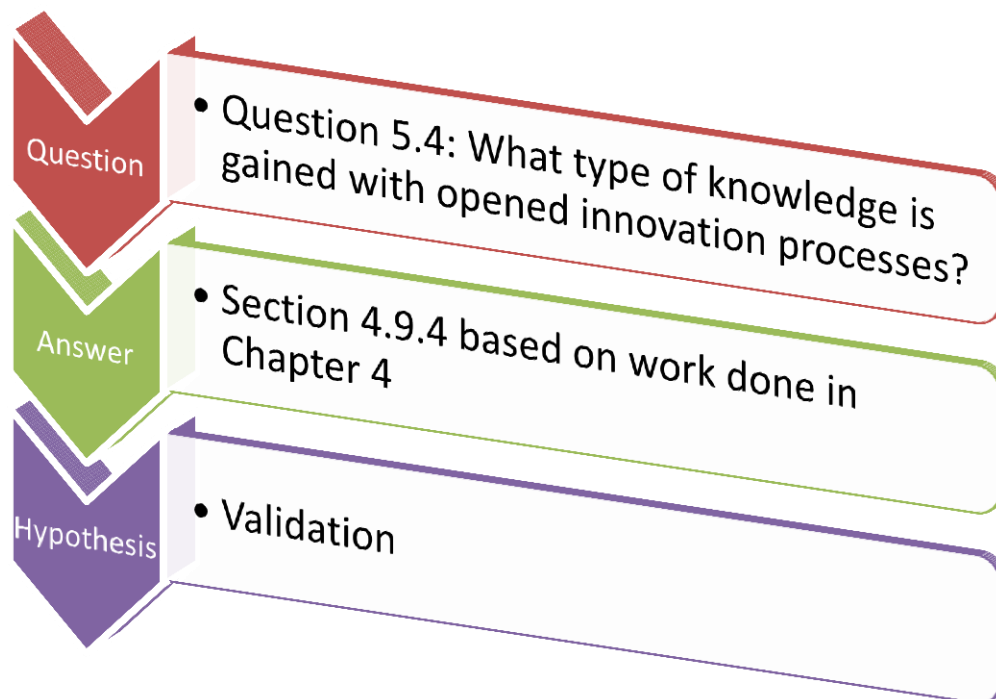 Question
• Question 5.4: What type of knowledge is
gained with opened innovation processes?
Answer
• Section 4.9.4 based on work done in
Chapter 4
Hypothesis
• Validation